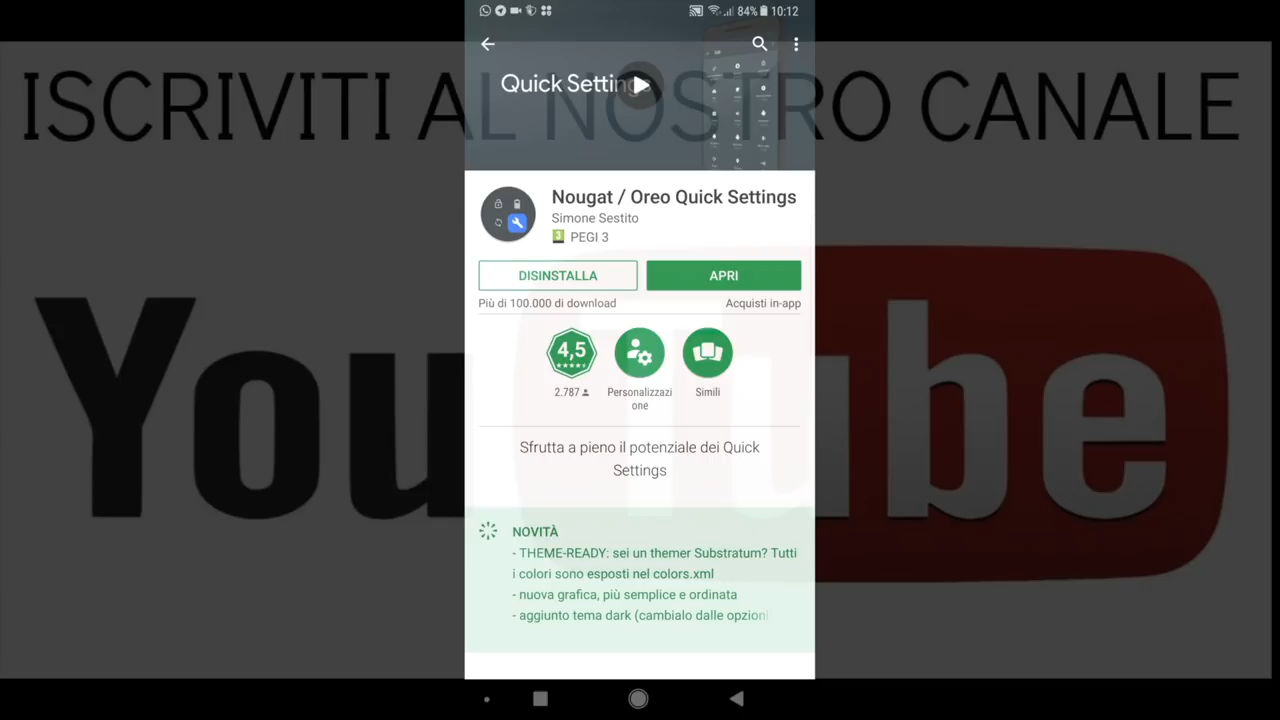 84% 10:12
ISCRIVITI AL NOSTRO CANALE
Quick Settings
Nougat / Oreo Quick Settings
Simone Sestito
3 PEGI 3
DISINSTALLA APRI
Più di 100.000 di download Acquisti in-app
YouTube
4,5
2.787 Personalizzazi Simili
one
Sfrutta a pieno il potenziale dei Quick
Settings
NOVITÀ
- THEME-READY: sei un themer Substratum? Tutti
i colori sono esposti nel colors.xml
- nuova grafica, più semplice e ordinata
- aggiunto tema dark (cambialo dalle opzioni